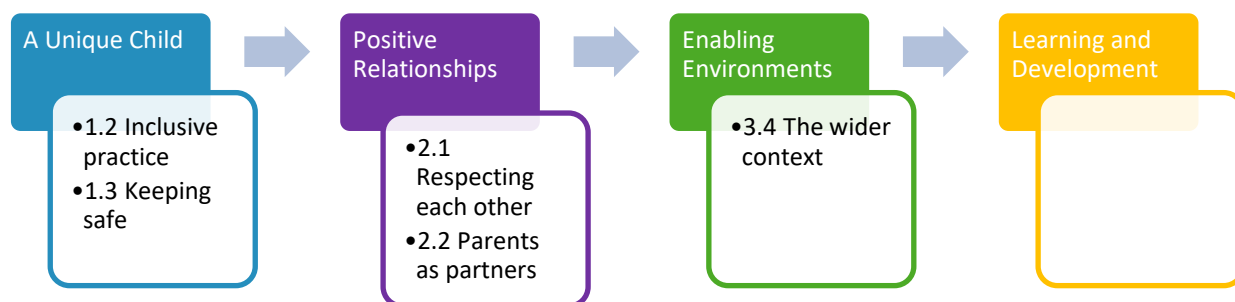 A Unique Child
•1.2 Inclusive
practice
•1.3 Keeping
safe
Positive
Relationships
•2.1
Respecting
each other
•2.2 Parents
as partners
Enabling
Environments
•3.4 The wider
context
Learning and
Development